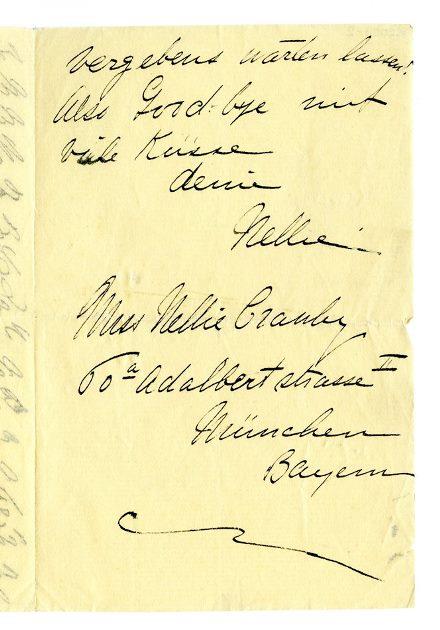 vergebens warten lassen!
Also Good-bye mit
viele Küsse
deine
Nellie.
Miss Nellie Cranby
60a Adalbertstrasse II
München
Bayern